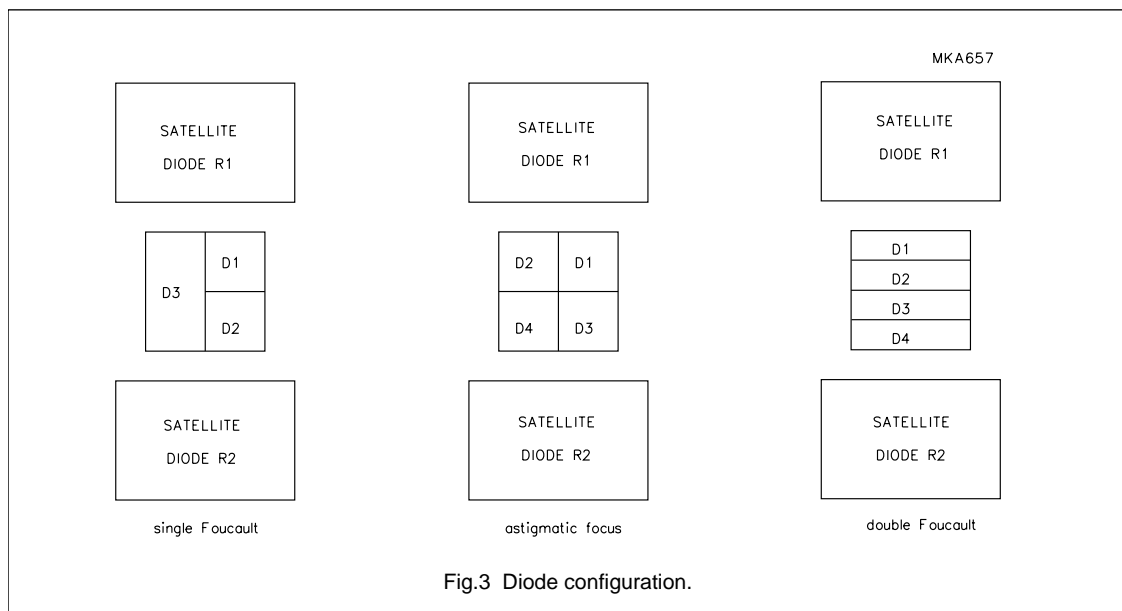 MKA657
SATELLITE
DIODE R1
SATELLITE
DIODE R1
SATELLITE
DIODE R1
D3
D1
D2
D2
D1
D4
D3
D1
D2
D3
D4
SATELLITE
DIODE R2
SATELLITE
DIODE R2
SATELLITE
DIODE R2
single Foucault
astigmatic focus
double Foucault
Fig.3 Diode configuration.